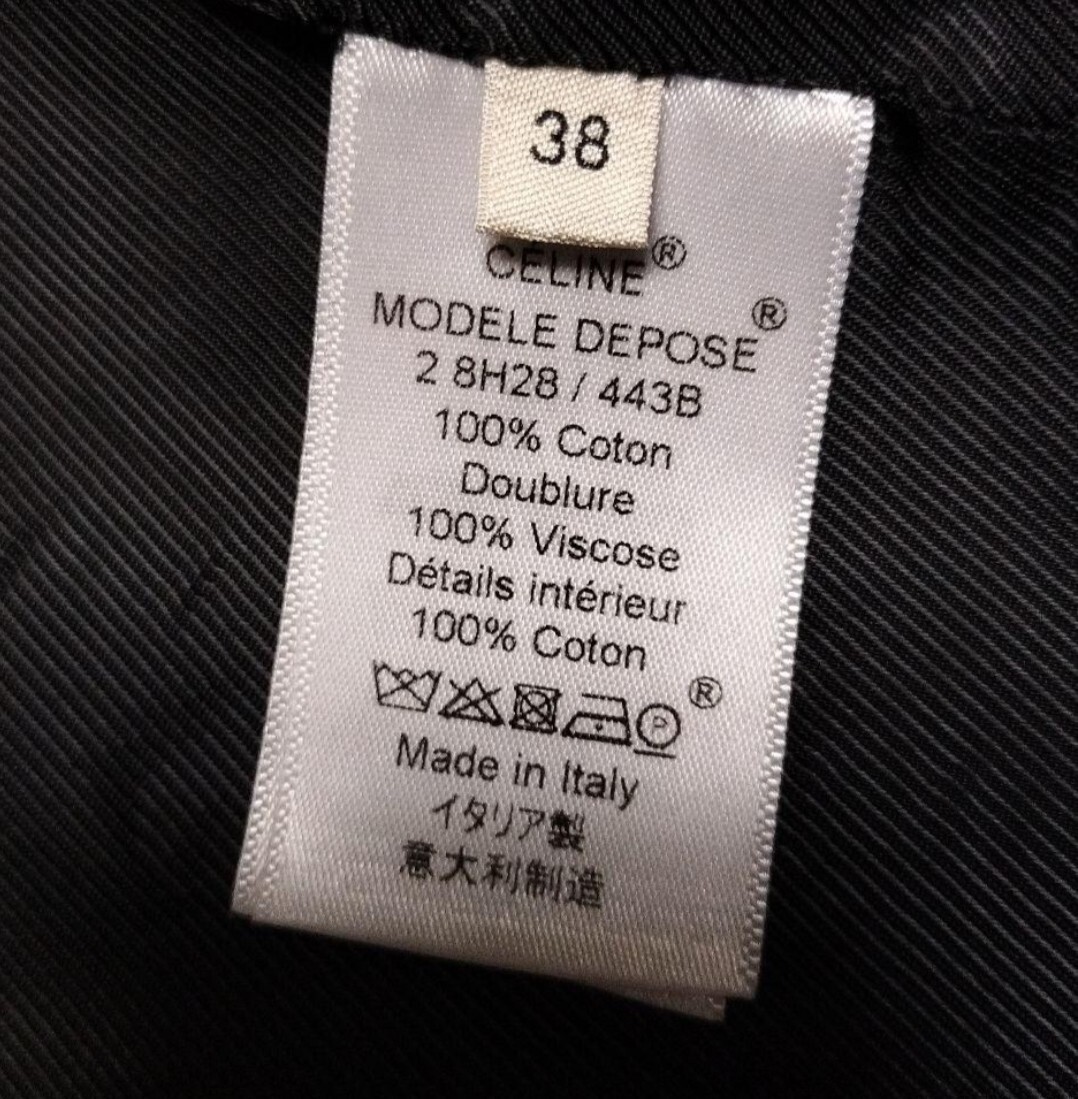 38
CELINE®
MODELE DEPOSE®
2 8H28 / 443B
100% Coton
Doublure
100% Viscose
Détails intérieur
100% Coton
P ®
Made in Italy
イタリア製
意大利制造